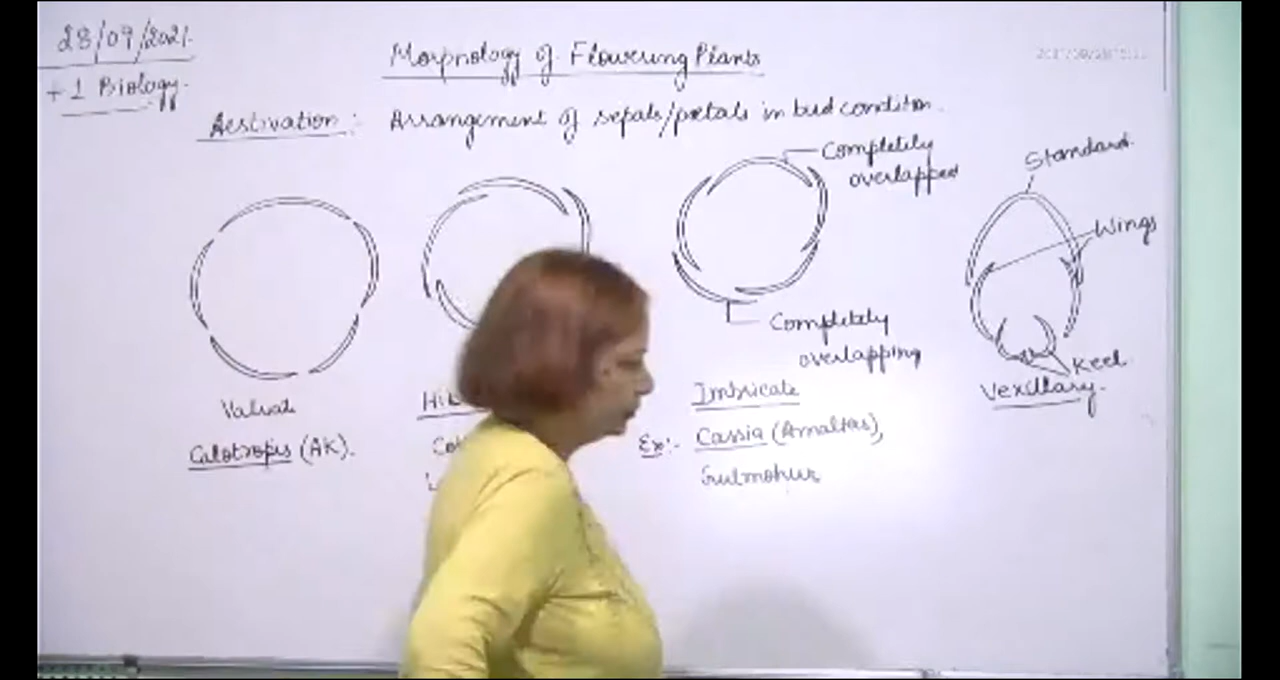 28/09/2021.
+1 Biology.
Morphology of Flowering Plants
Aestivation: Arrangement of sepals/petals in bud condition.
Completely
overlapped
Standard
Wings
Completely
overlapping
Keel
Vexillary.
Valvate
Calotropis (AK).
Imbricate
Ex:- Cassia (Amaltas),
Gulmohur